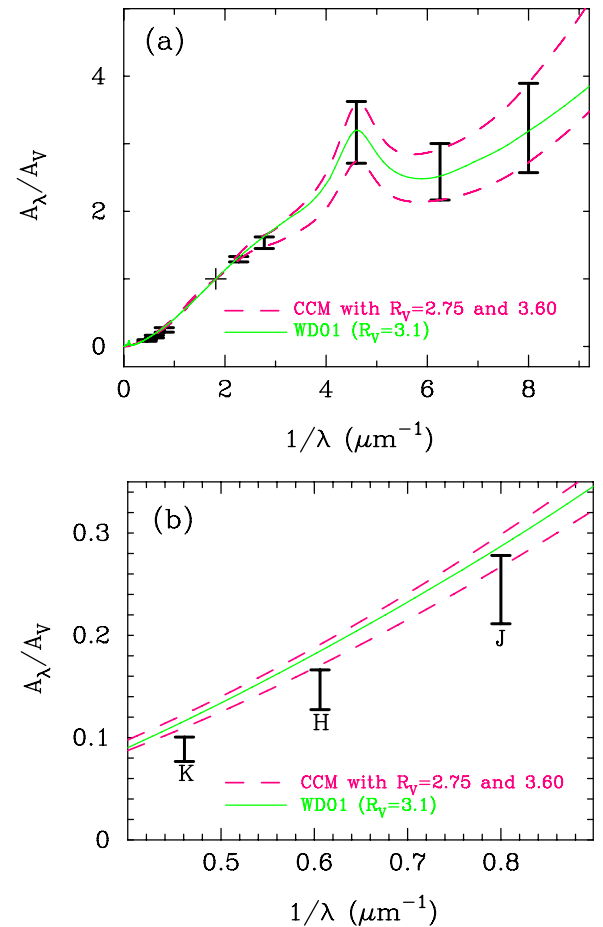 (a)
4
2
0
A_λ/A_V
CCM with R_V=2.75 and 3.60
WD01 (R_V=3.1)
0 2 4 6 8
1/λ (μm⁻¹)
(b)
0.3
0.2
0.1
0
A_λ/A_V
J
H
K
CCM with R_V=2.75 and 3.60
WD01 (R_V=3.1)
0.5 0.6 0.7 0.8
1/λ (μm⁻¹)